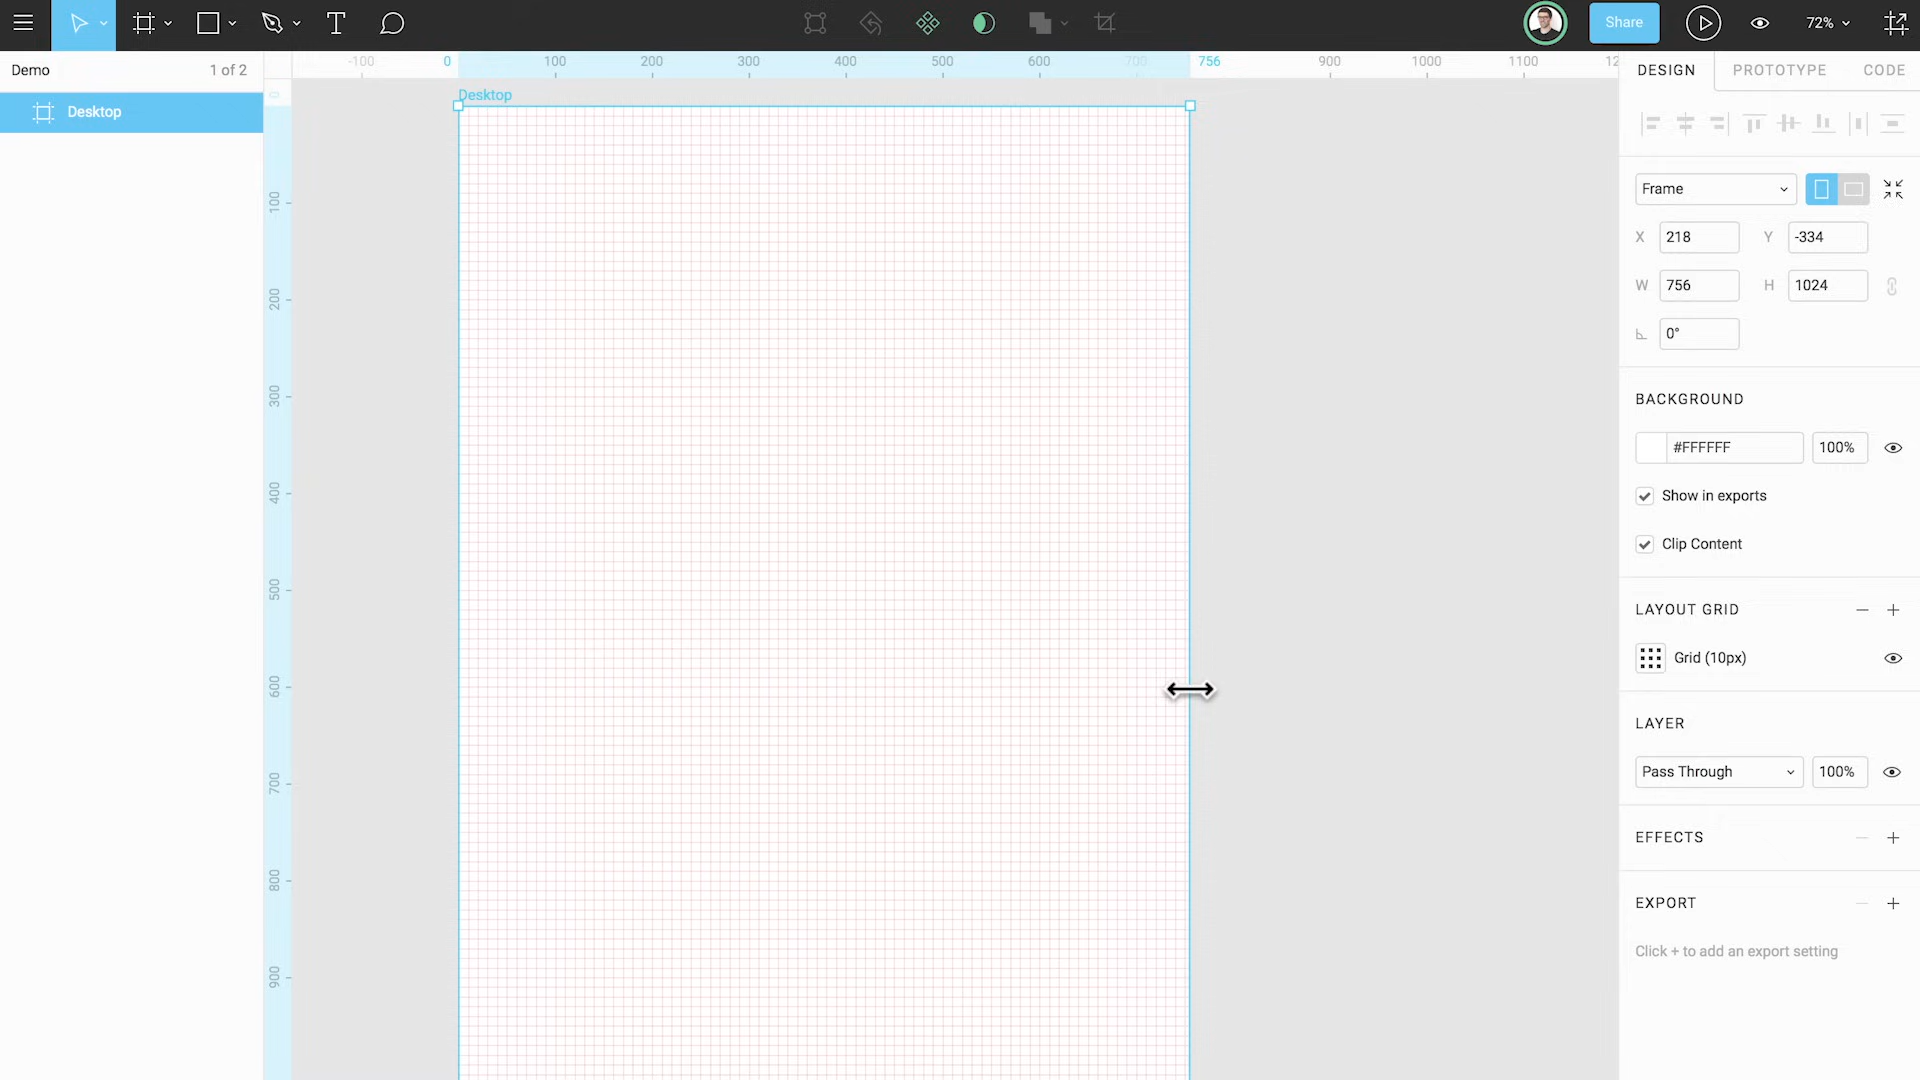 Share
72%
Demo
1 of 2
-100
0
100
200
300
400
500
600
700
756
900
1000
1100
12
DESIGN
PROTOTYPE
CODE
Desktop
Desktop
0
100
200
300
400
500
600
700
800
900
Frame
X 218 Y -334
W 756 H 1024
0°
BACKGROUND
#FFFFFF 100%
Show in exports
Clip Content
LAYOUT GRID
Grid (10px)
LAYER
Pass Through 100%
EFFECTS
EXPORT
Click + to add an export setting